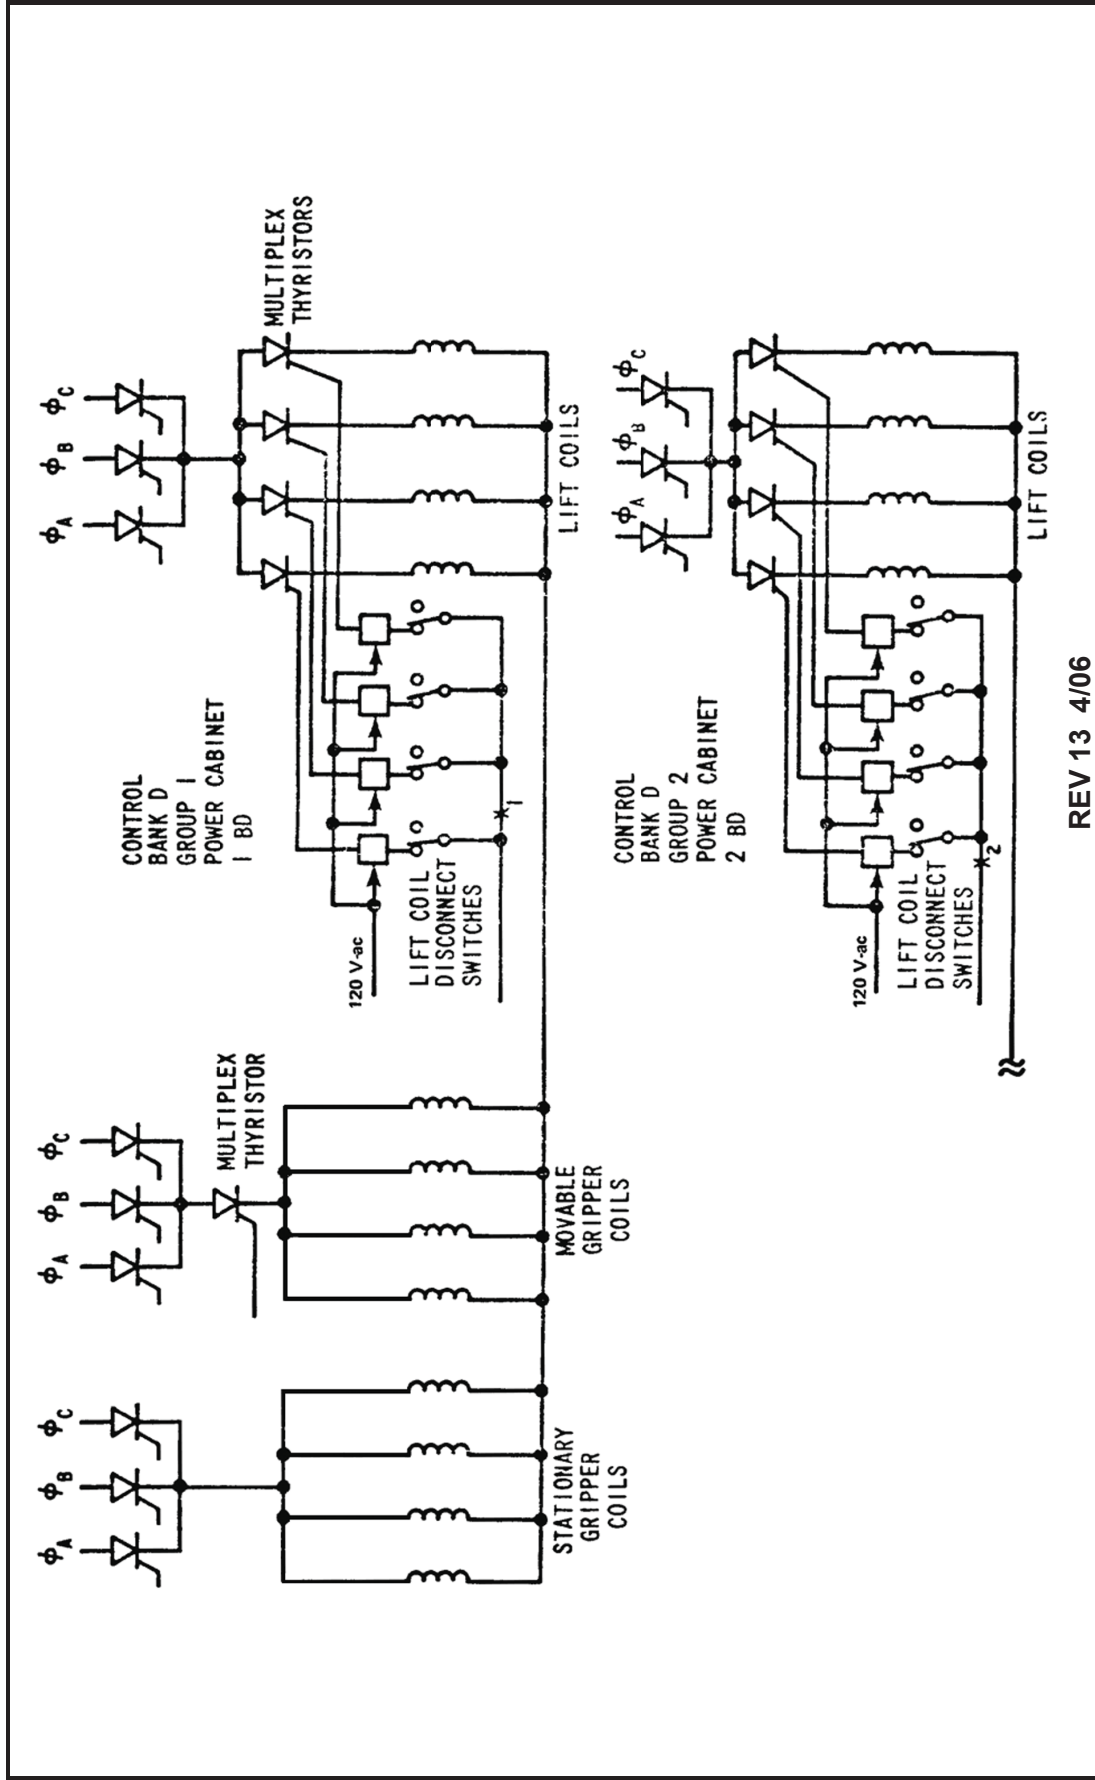 ϕA ϕB ϕC
ϕA ϕB ϕC
MULTIPLEX
THYRISTOR
STATIONARY
GRIPPER
COILS
MOVABLE
GRIPPER
COILS
CONTROL
BANK D
GROUP 1
POWER CABINET
1 BD
ϕA ϕB ϕC
MULTIPLEX
THYRISTORS
120 V-ac
LIFT COIL
DISCONNECT
SWITCHES
*1
LIFT COILS
CONTROL
BANK D
GROUP 2
POWER CABINET
2 BD
ϕA ϕB ϕC
120 V-ac
LIFT COIL
DISCONNECT
SWITCHES
*2
LIFT COILS
REV 13 4/06